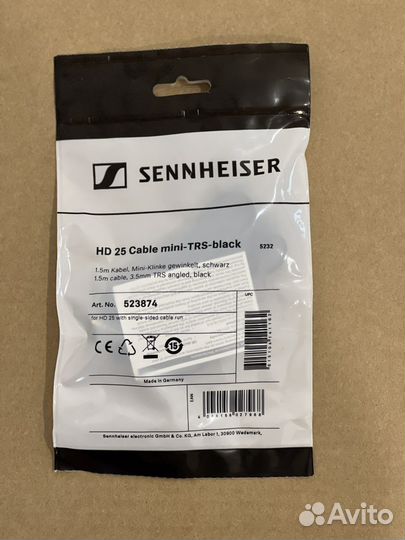 SENNHEISER
HD 25 Cable mini-TRS-black 5232
1.5m Kabel, Mini-Klinke gewinkelt, schwarz
1.5m cable, 3.5mm TRS angled, black
Art. No. 523874
UPC
for HD 25 with single-sided cable run
CE 15
Made in Germany
EAN
Sennheiser electronic GmbH & Co. KG, Am Labor 1, 30900 Wedemark,
Avito